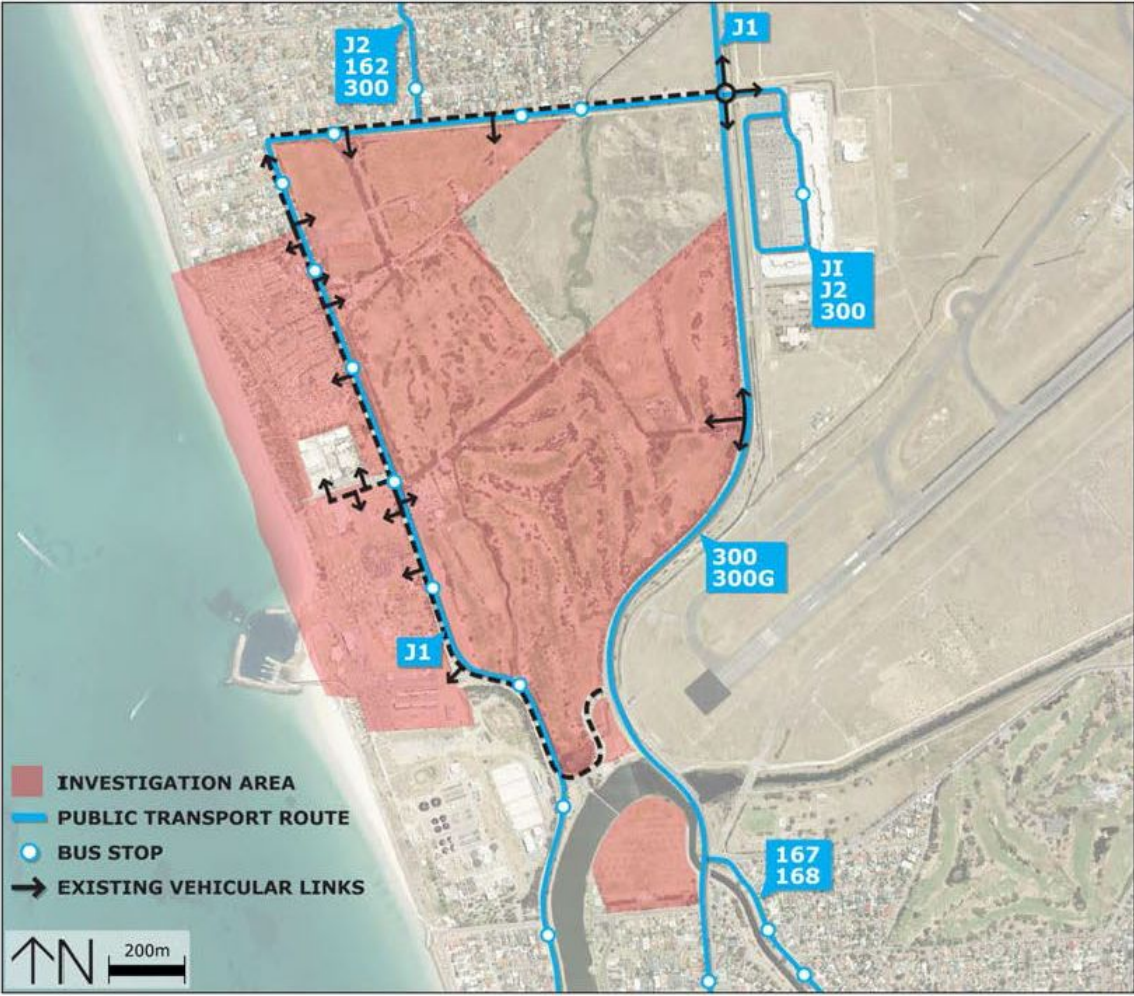 J2
162
300
J1
JI
J2
300
300
300G
J1
167
168
INVESTIGATION AREA
PUBLIC TRANSPORT ROUTE
BUS STOP
EXISTING VEHICULAR LINKS
N
200m